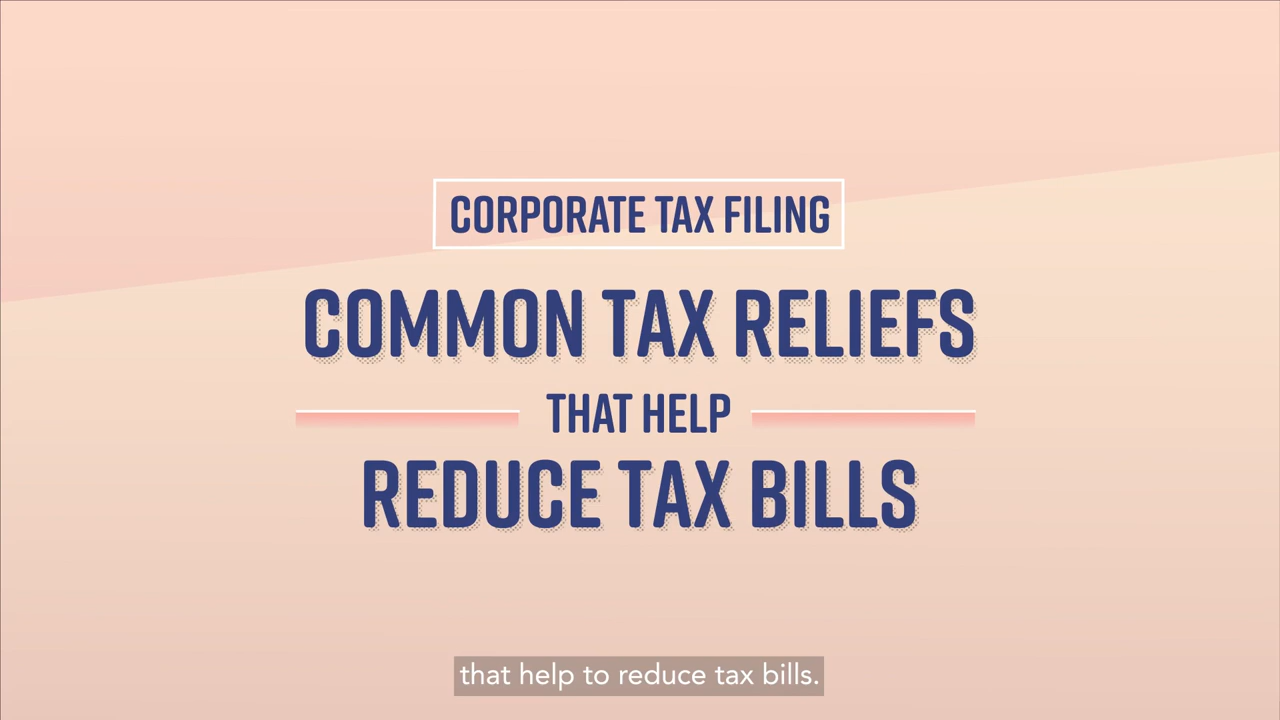 CORPORATE TAX FILING
COMMON TAX RELIEFS
THAT HELP
REDUCE TAX BILLS
that help to reduce tax bills.